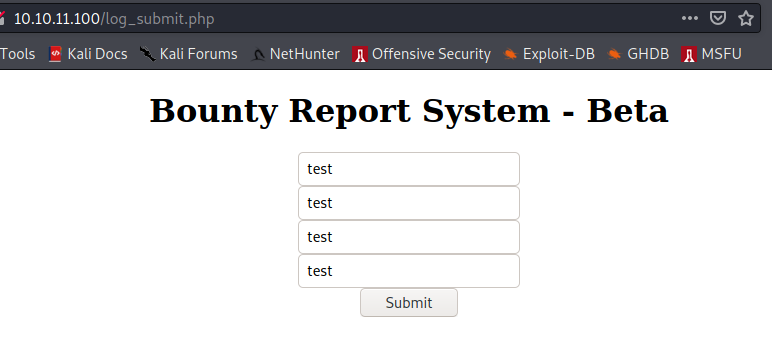 10.10.11.100/log_submit.php
Tools Kali Docs Kali Forums NetHunter Offensive Security Exploit-DB GHDB MSFU
Bounty Report System - Beta
test
test
test
test
Submit